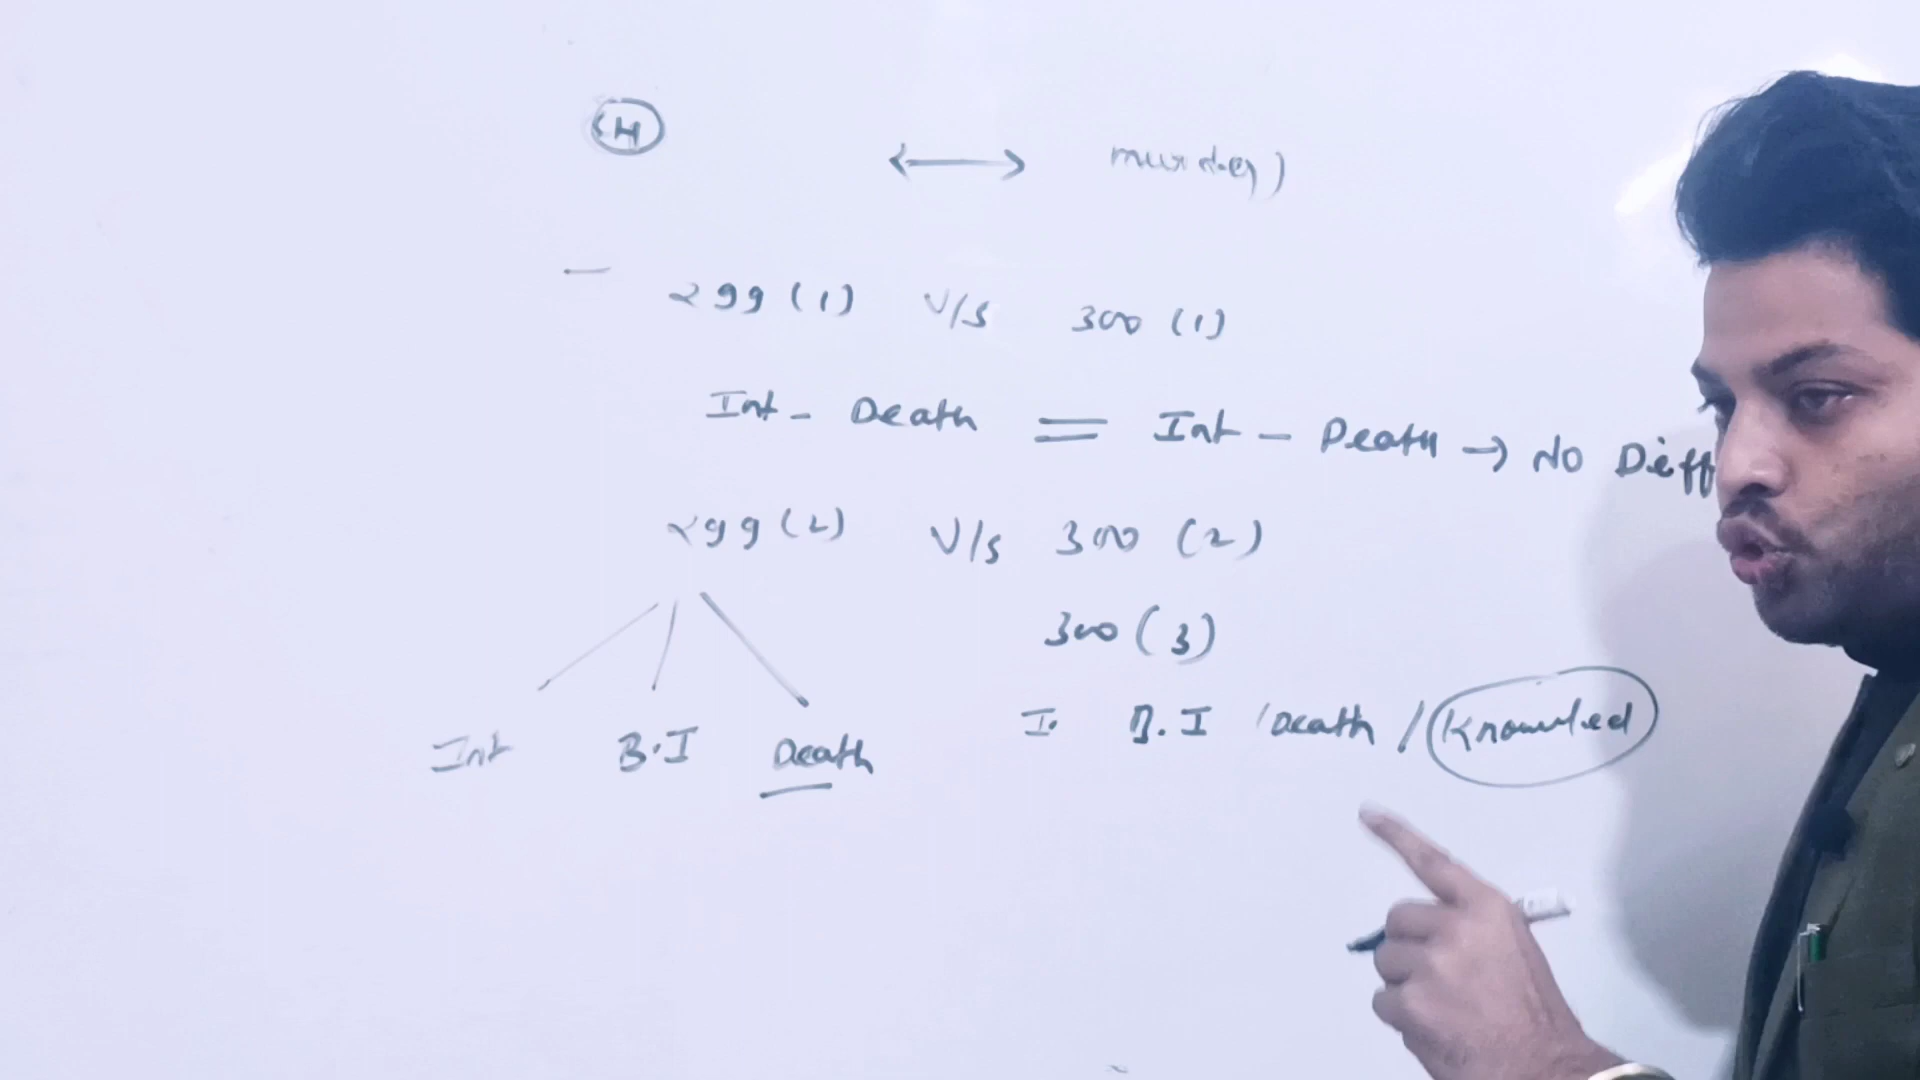 CH ↔ murder)
299 (1) V/s 300 (1)
Int - Death = Int - Death → No Diff
299 (2) V/s 300 (2)
300 (3)
Int B.I Death
I. B.I Death / Knowled